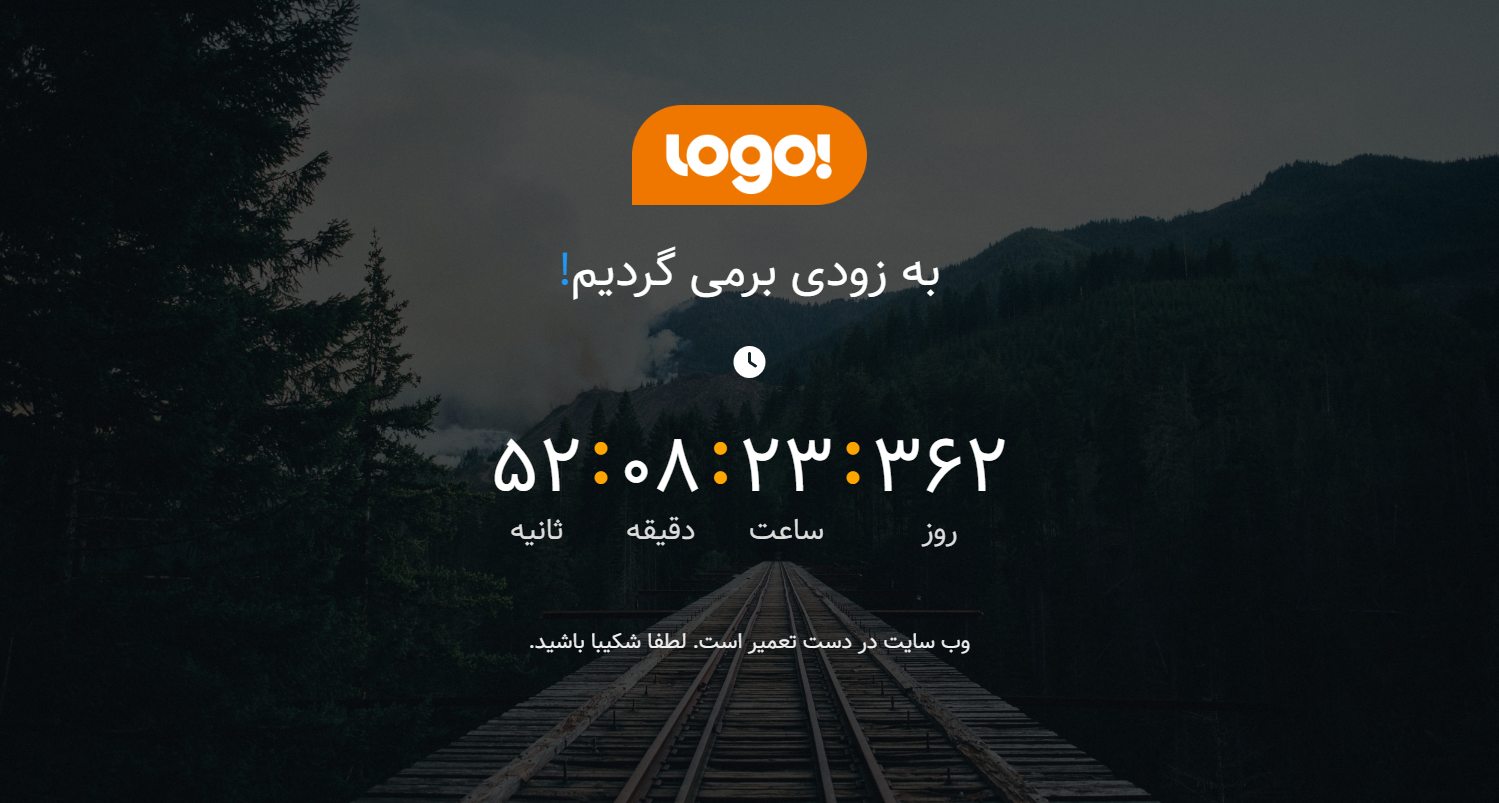 logo!
به زودی برمی گردیم!
۳۶۲ : ۲۳ : ۰۸ : ۵۲
روز ساعت دقیقه ثانیه
وب سایت در دست تعمیر است. لطفا شکیبا باشید.